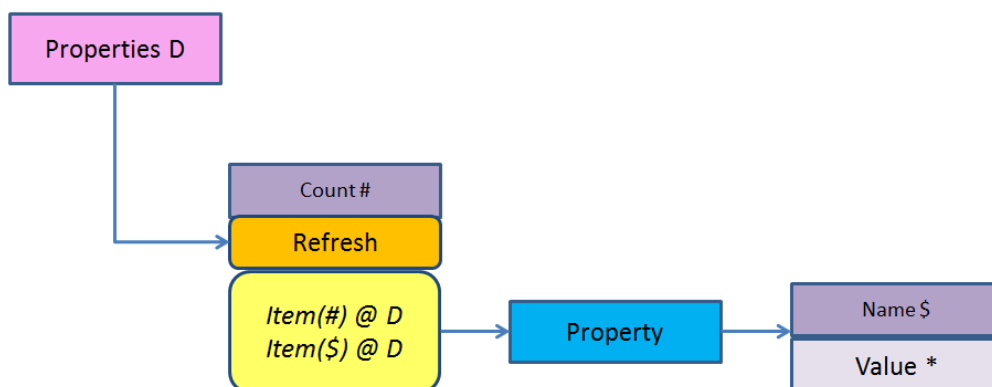 Properties D
Count #
Refresh
Item(#) @ D
Item($) @ D
Property
Name $
Value *